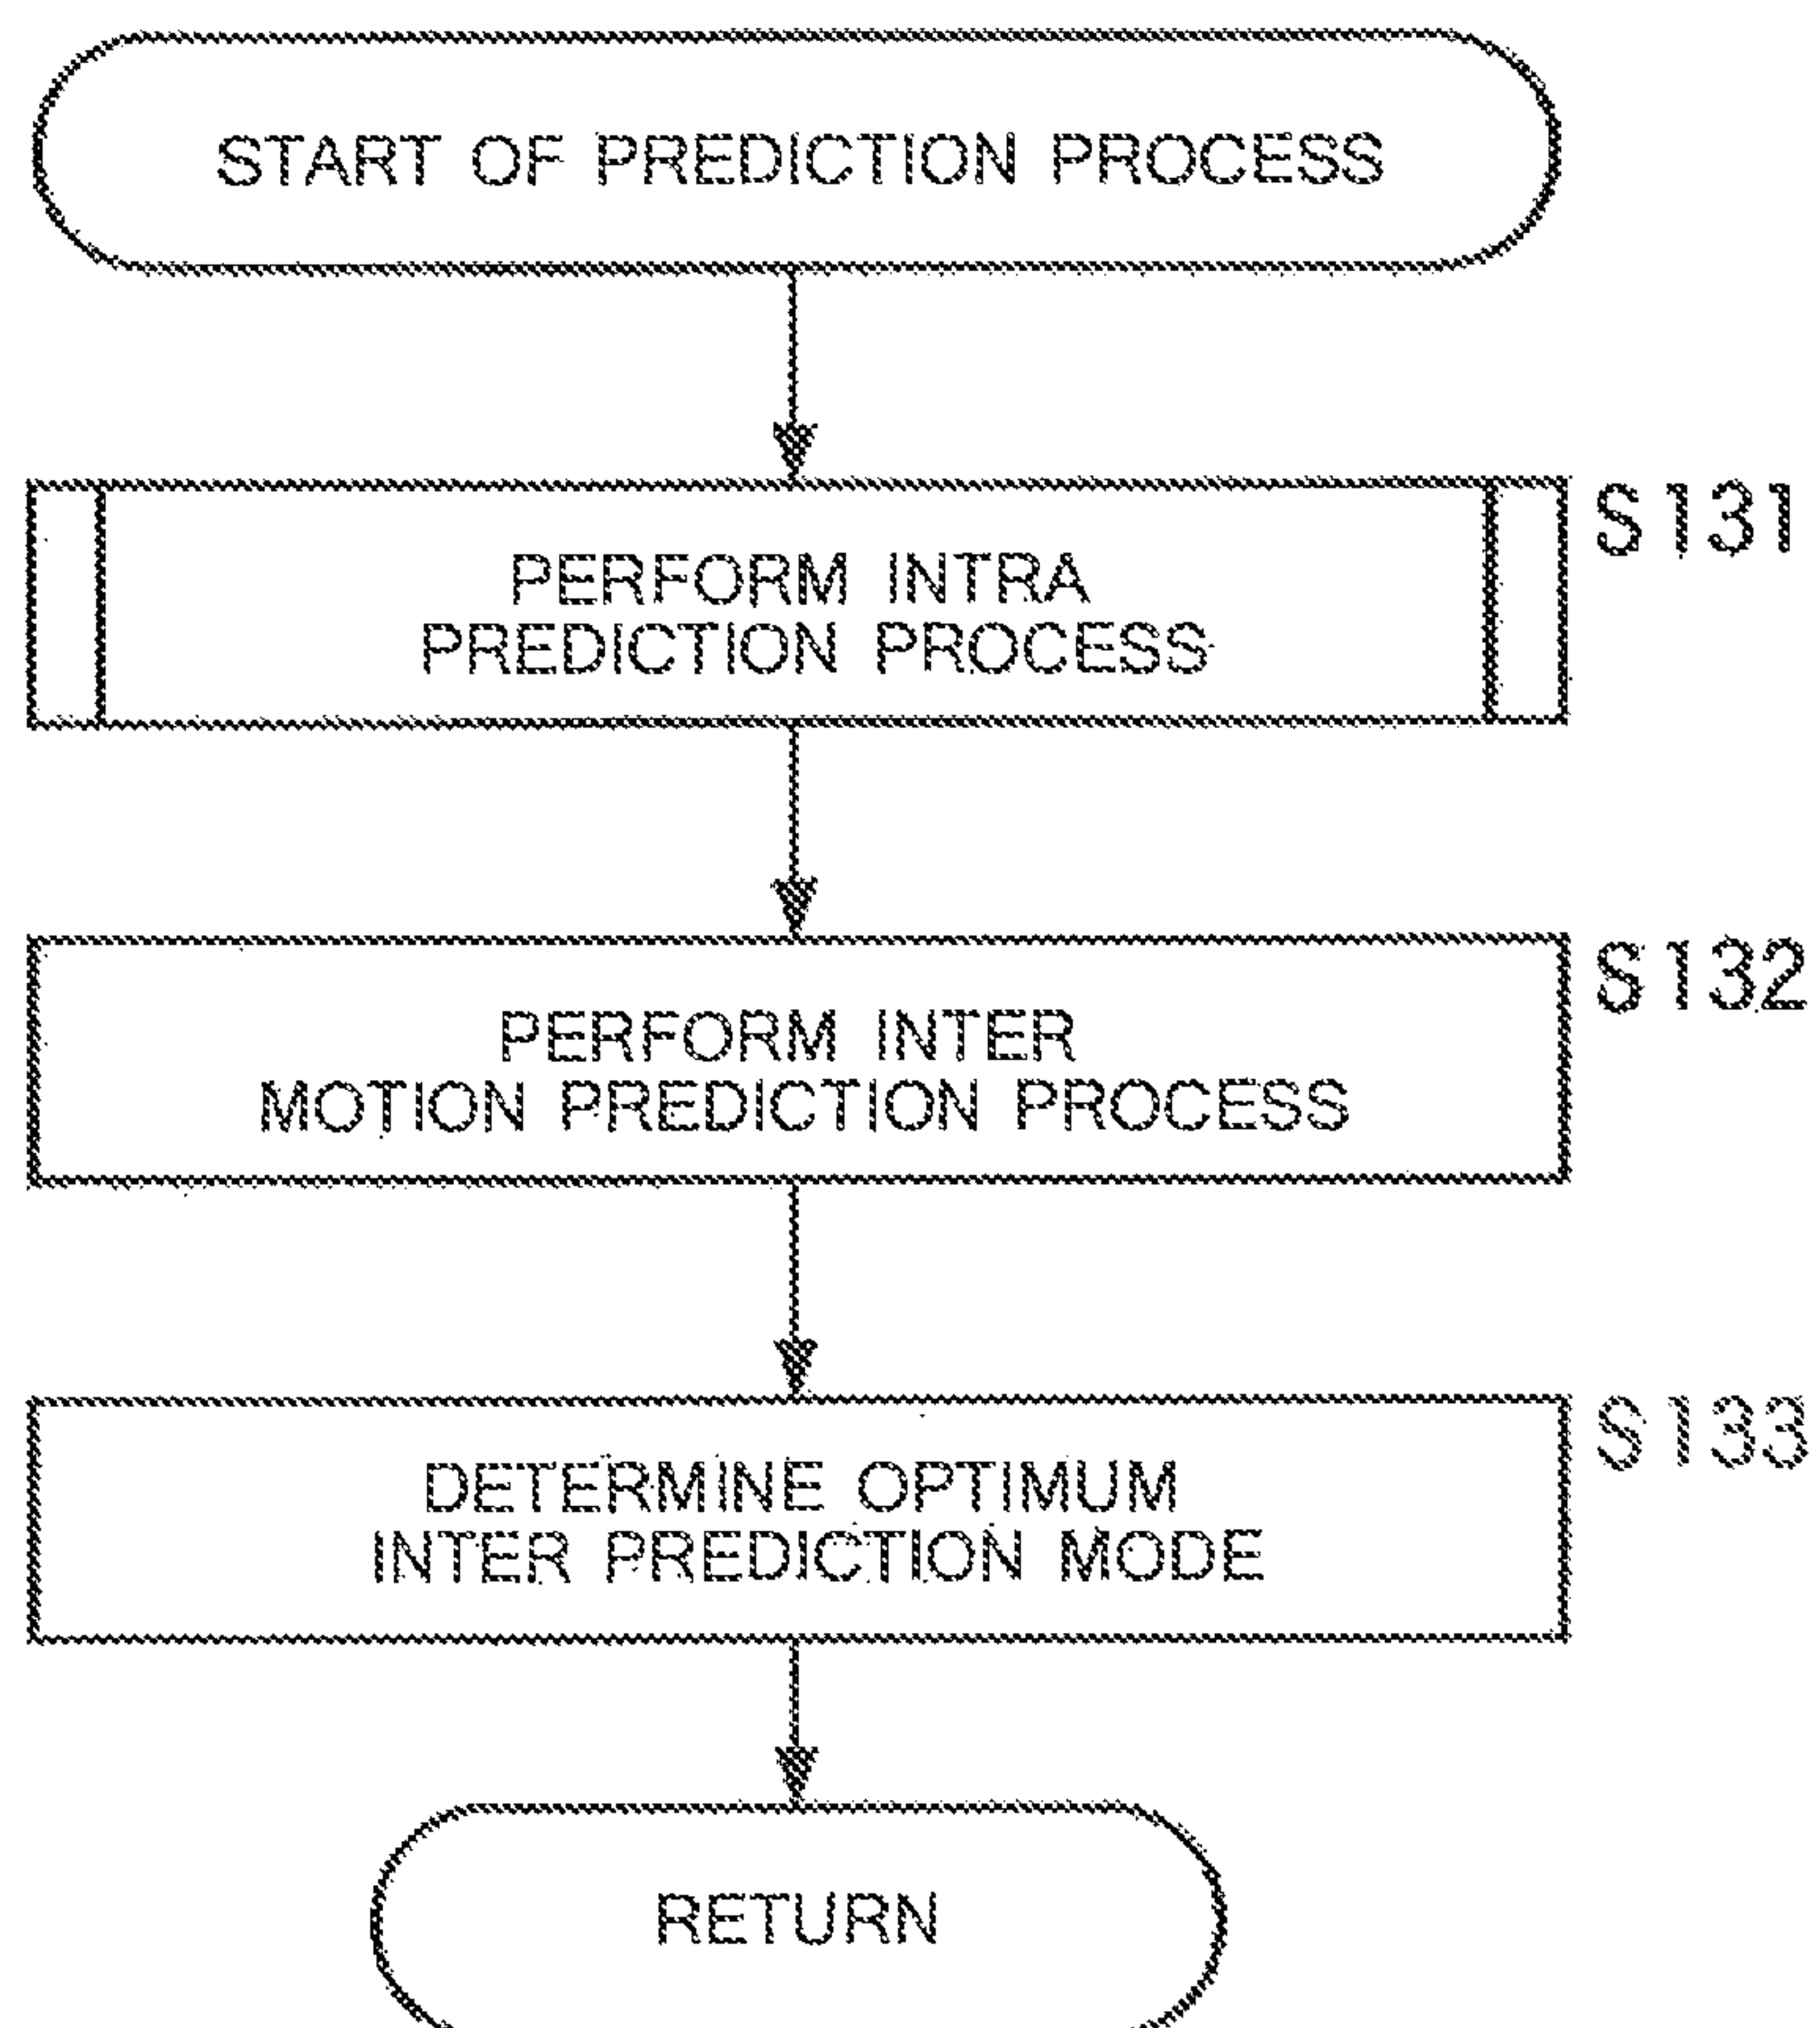 START OF PREDICTION PROCESS
S131
PERFORM INTRA
PREDICTION PROCESS
S132
PERFORM INTER
MOTION PREDICTION PROCESS
S133
DETERMINE OPTIMUM
INTER PREDICTION MODE
RETURN